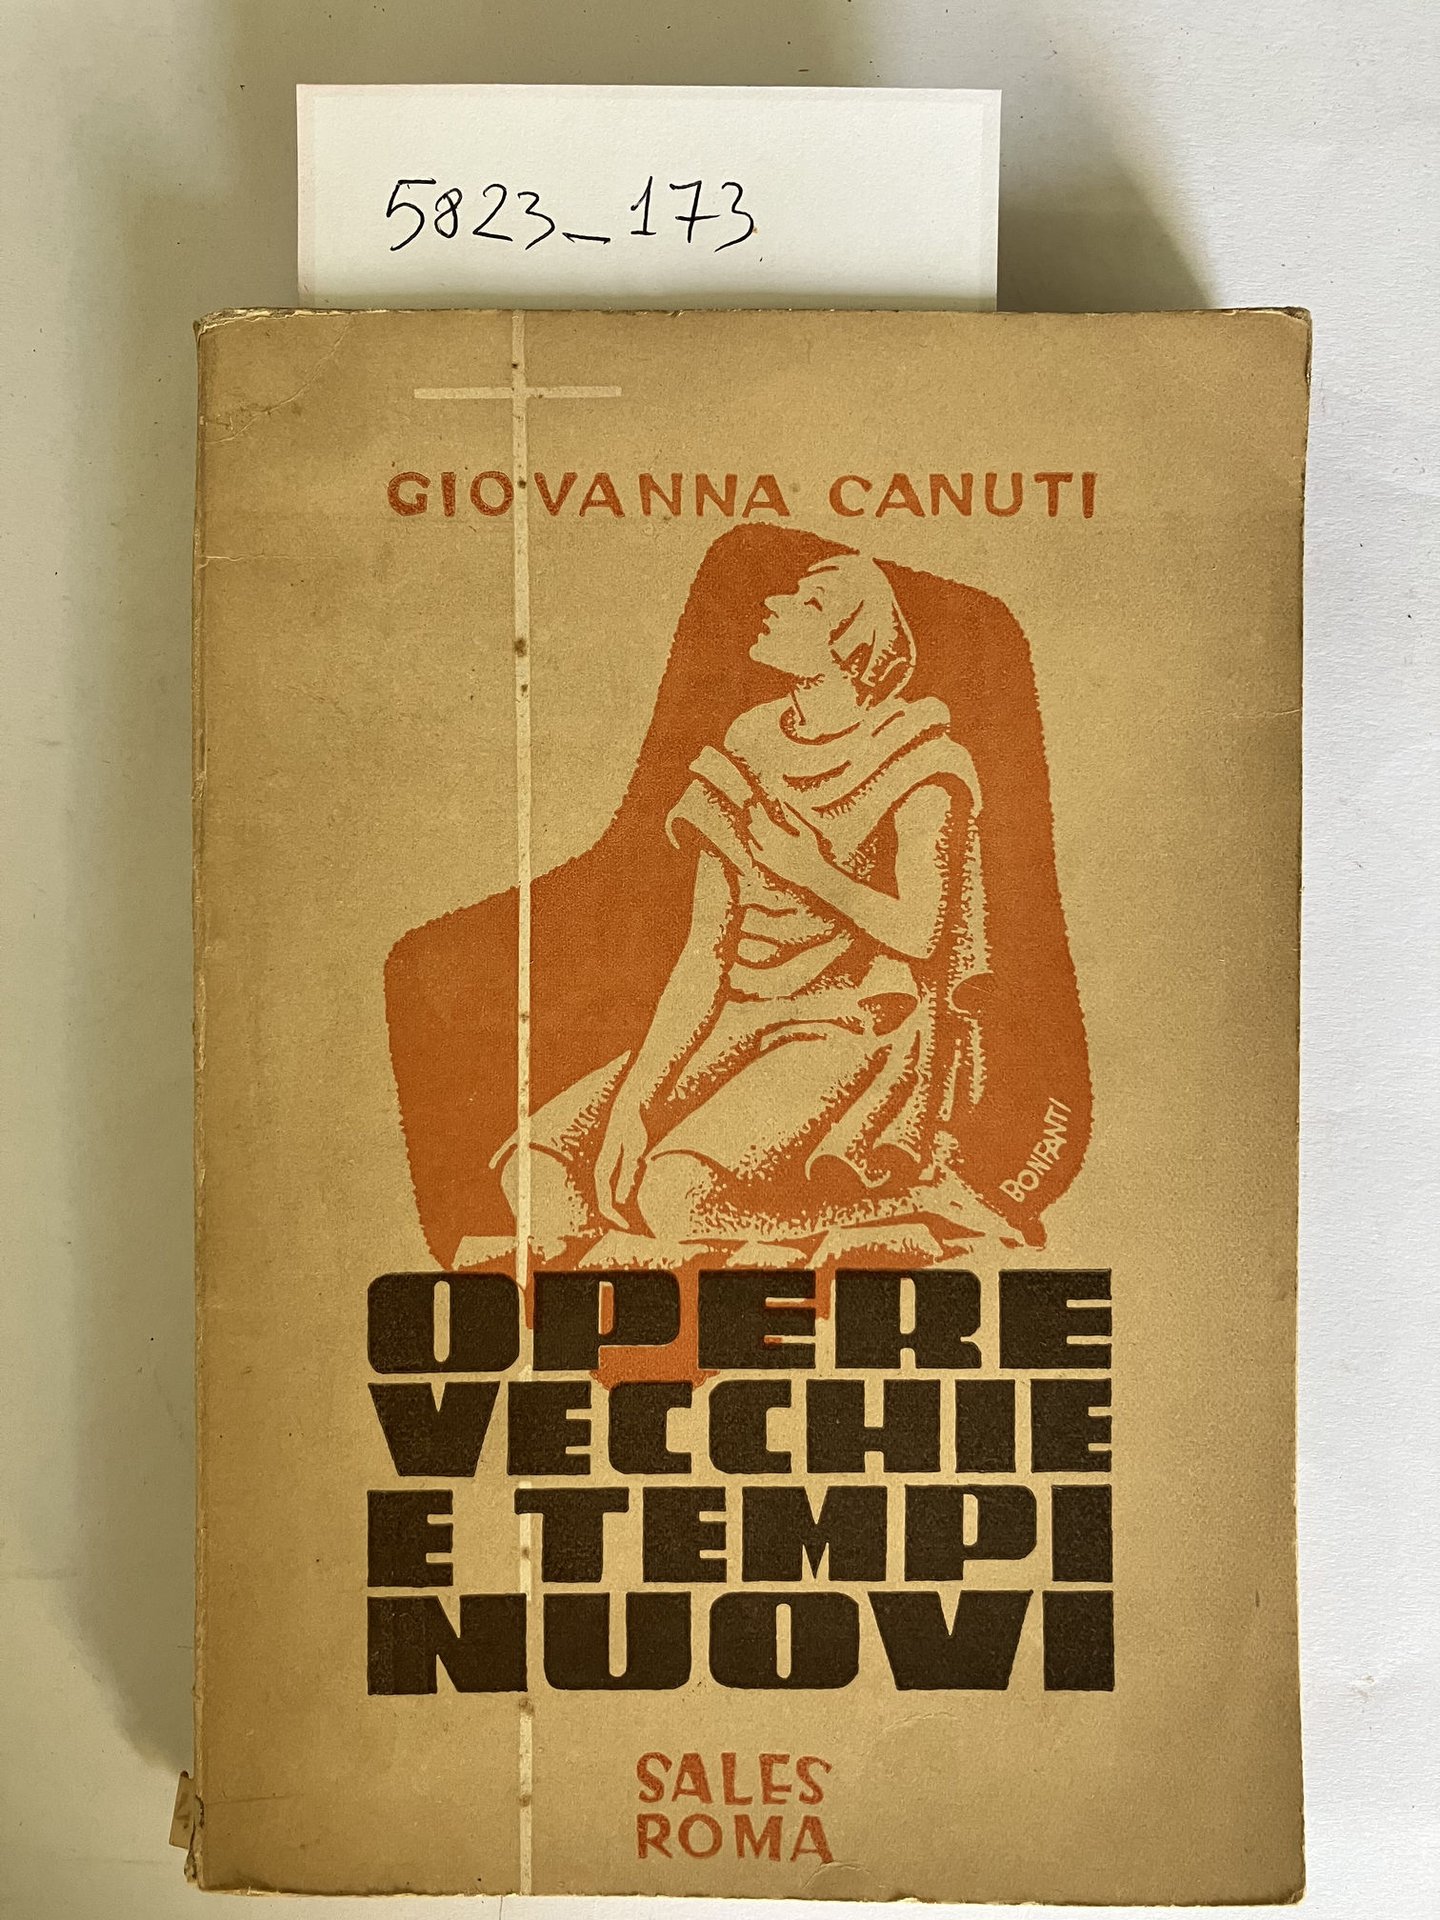 5823_173
GIOVANNA CANUTI
BONFANTI
OPERE
VECCHIE
E TEMPI
NUOVI
SALES
ROMA